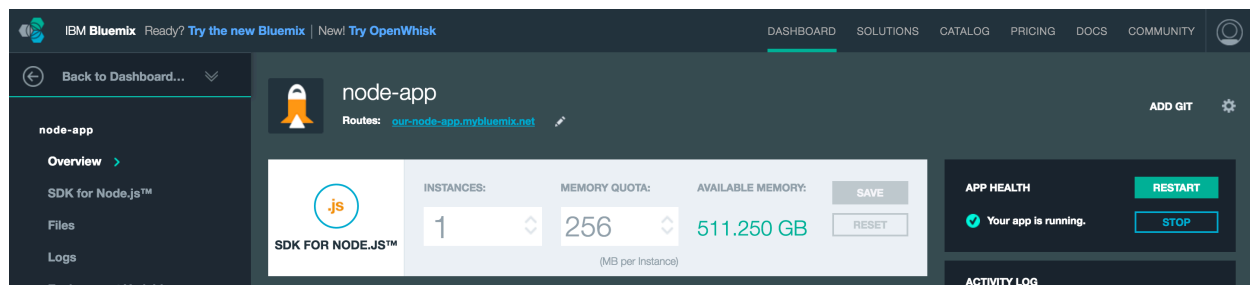 IBM Bluemix Ready? Try the new Bluemix | New! Try OpenWhisk
DASHBOARD SOLUTIONS CATALOG PRICING DOCS COMMUNITY
Back to Dashboard...
node-app
Overview
SDK for Node.js™
Files
Logs
node-app
Routes: our-node-app.mybluemix.net
ADD GIT
.js
SDK FOR NODE.JS™
INSTANCES: MEMORY QUOTA: AVAILABLE MEMORY:
1 256 511.250 GB
(MB per Instance)
SAVE
RESET
APP HEALTH
RESTART
Your app is running.
STOP
ACTIVITY LOG